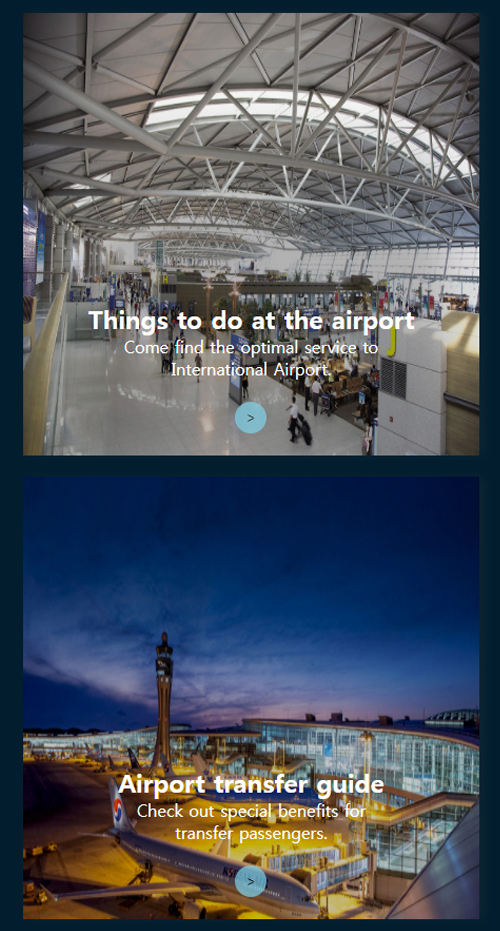 Things to do at the airport
Come find the optimal service to
International Airport.
>
Airport transfer guide
Check out special benefits for
transfer passengers.
>